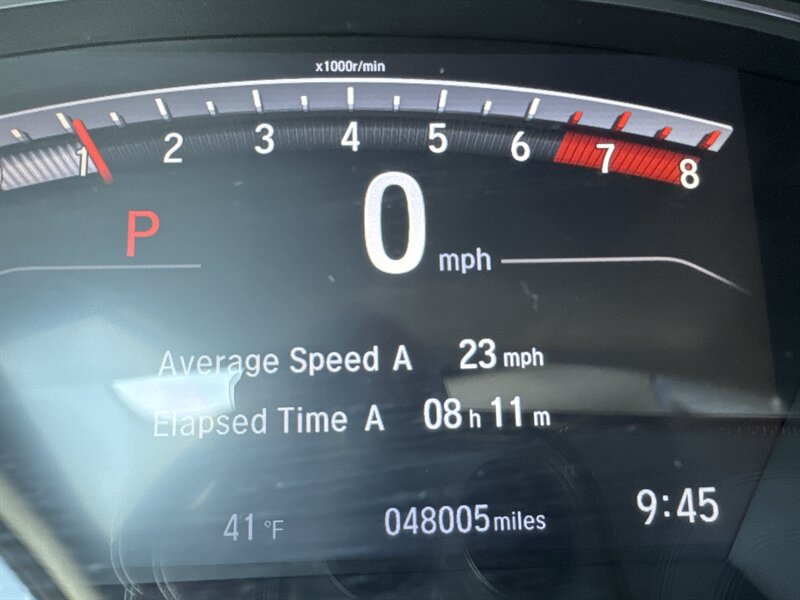 x1000r/min
1 2 3 4 5 6 7 8
P
0 mph
Average Speed A 23 mph
Elapsed Time A 08 h 11 m
41 °F 048005 miles 9:45